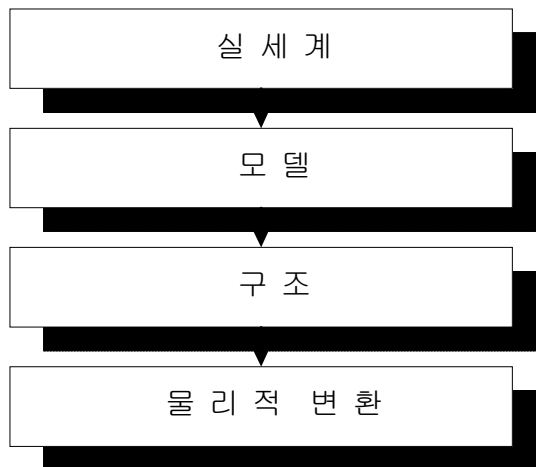 실 세 계
모 델
구 조
물 리 적 변 환